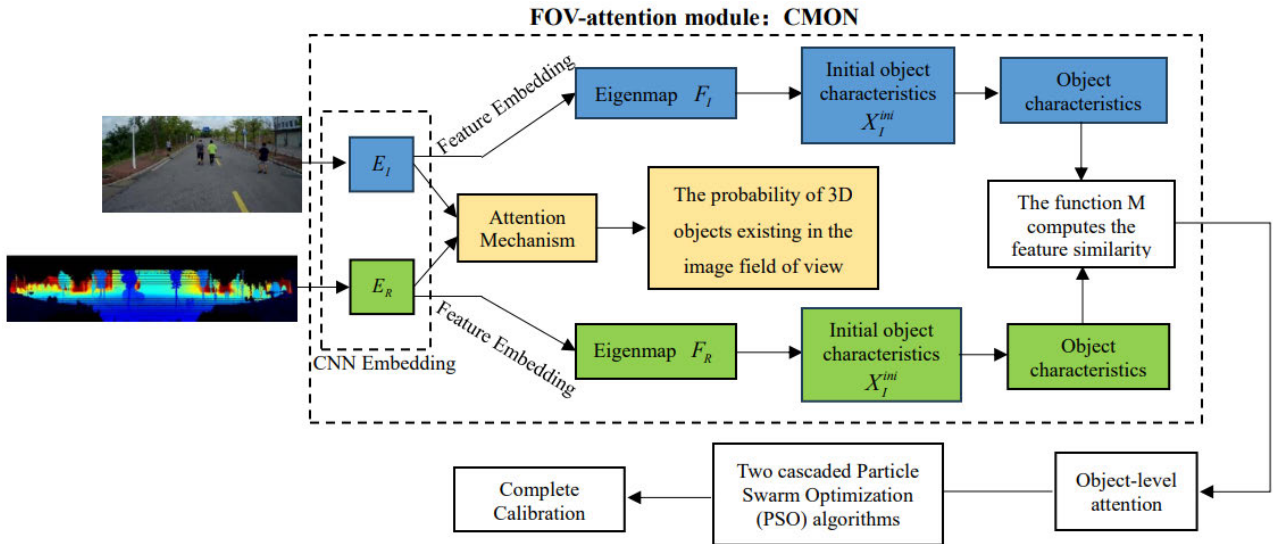 FOV-attention module：CMON
Feature Embedding
Eigenmap F_I
Initial object
characteristics
X_I^{ini}
Object
characteristics
E_I
Attention
Mechanism
The probability of 3D
objects existing in the
image field of view
The function M
computes the
feature similarity
E_R
CNN Embedding
Feature Embedding
Eigenmap F_R
Initial object
characteristics
X_I^{ini}
Object
characteristics
Complete
Calibration
Two cascaded Particle
Swarm Optimization
(PSO) algorithms
Object-level
attention